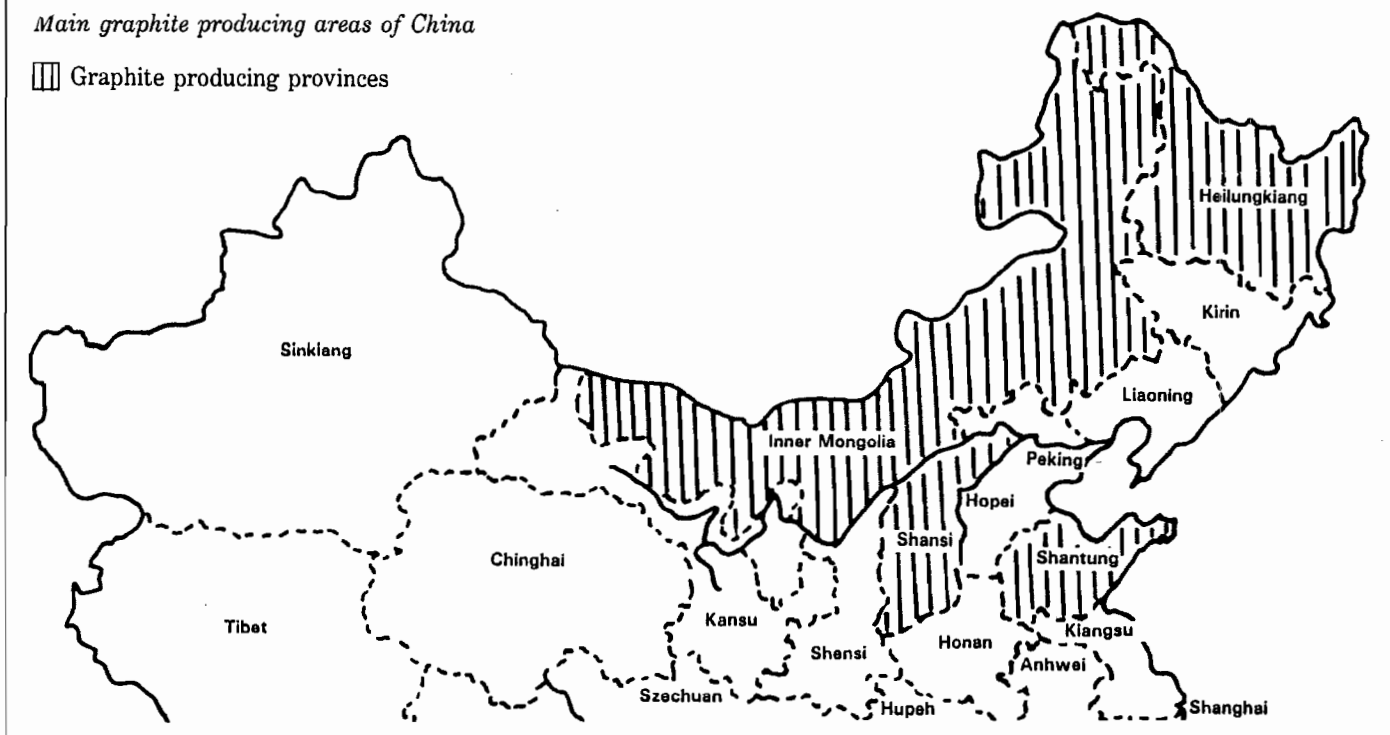 Main graphite producing areas of China
Graphite producing provinces
Heilungkiang
Kirin
Sinkiang
Liaoning
Inner Mongolia
Peking
Hopei
Shansi
Shantung
Chinghai
Kansu
Tibet
Kiangsu
Honan
Shensi
Anhwei
Szechuan
Hupeh
Shanghai